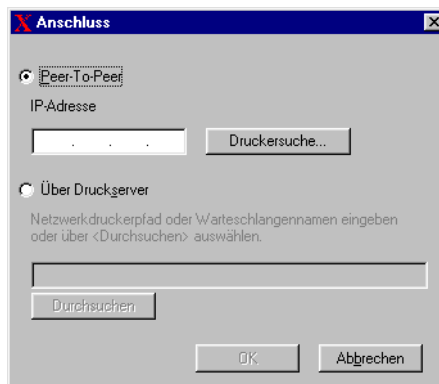 Anschluss
Peer-To-Peer
IP-Adresse
. . .
Druckersuche...
Über Druckserver
Netzwerkdruckerpfad oder Warteschlangennamen eingeben
oder über <Durchsuchen> auswählen.
Durchsuchen
OK
Abbrechen